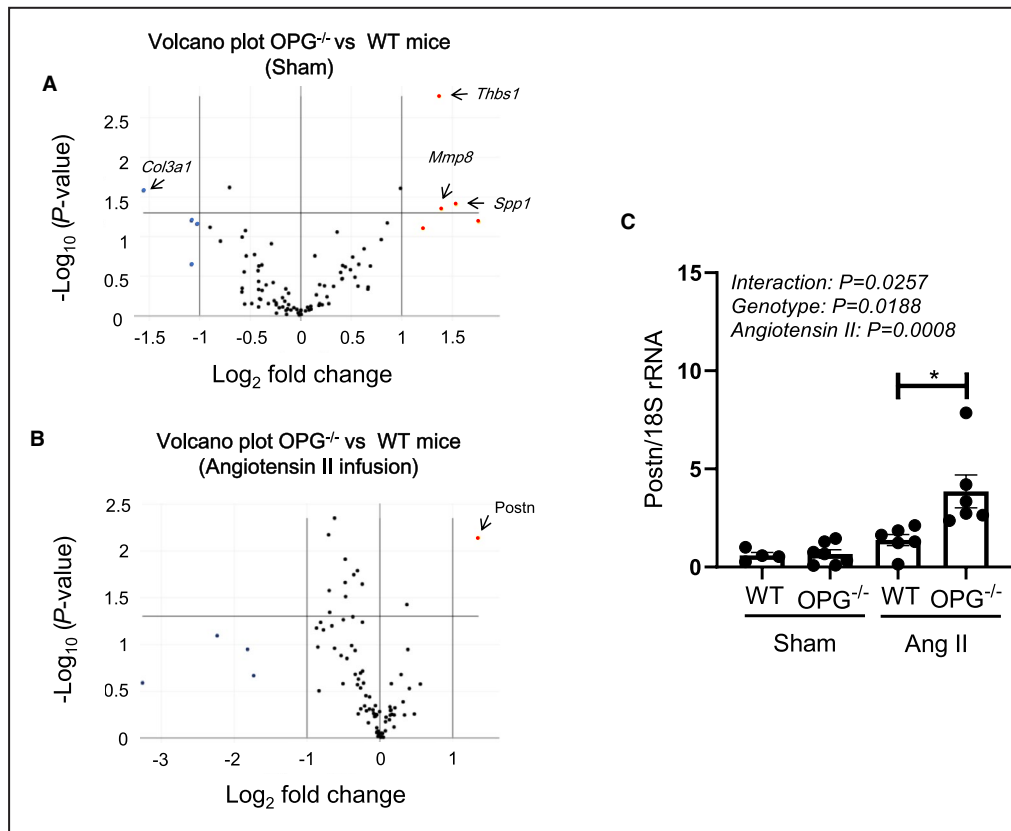 A
Volcano plot OPG-/- vs WT mice
(Sham)
-Log10 (P-value)
2.5
2
1.5
1
0.5
0
Thbs1
Mmp8
Col3a1
Spp1
-1.5 -1 -0.5 0 0.5 1 1.5
Log2 fold change
B
Volcano plot OPG-/- vs WT mice
(Angiotensin II infusion)
-Log10 (P-value)
2.5
2
1.5
1
0.5
0
Postn
-3 -2 -1 0 1
Log2 fold change
C
Postn/18S rRNA
15
10
5
0
Interaction: P=0.0257
Genotype: P=0.0188
Angiotensin II: P=0.0008
*
WT OPG-/- WT OPG-/-
Sham Ang II